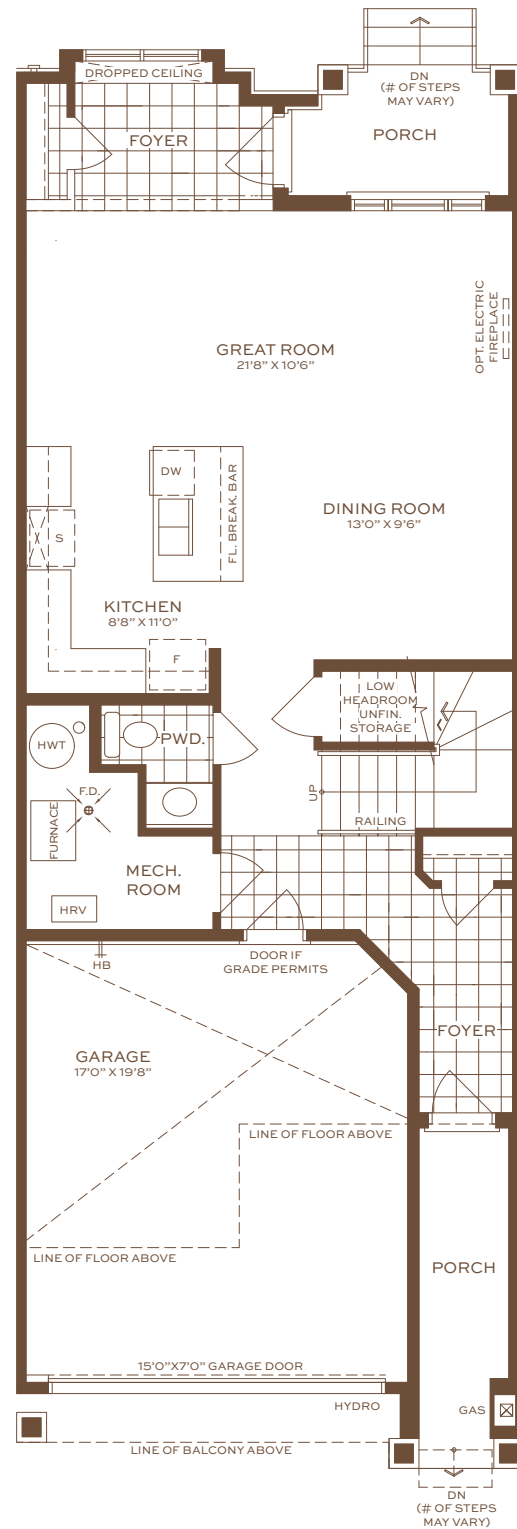 DROPPED CEILING
FOYER
DN
(# OF STEPS
MAY VARY)
PORCH
GREAT ROOM
21'8" X 10'6"
OPT. ELECTRIC
FIREPLACE
DW
FL. BREAK. BAR
S
DINING ROOM
13'0" X 9'6"
KITCHEN
8'8" X 11'0"
F
LOW
HEADROOM
UNFIN.
STORAGE
HWT
PWD.
F.D.
FURNACE
UP
RAILING
MECH.
ROOM
HRV
HB
DOOR IF
GRADE PERMITS
FOYER
GARAGE
17'0" X 19'8"
LINE OF FLOOR ABOVE
LINE OF FLOOR ABOVE
PORCH
15'0"X7'0" GARAGE DOOR
HYDRO
GAS
LINE OF BALCONY ABOVE
DN
(# OF STEPS
MAY VARY)